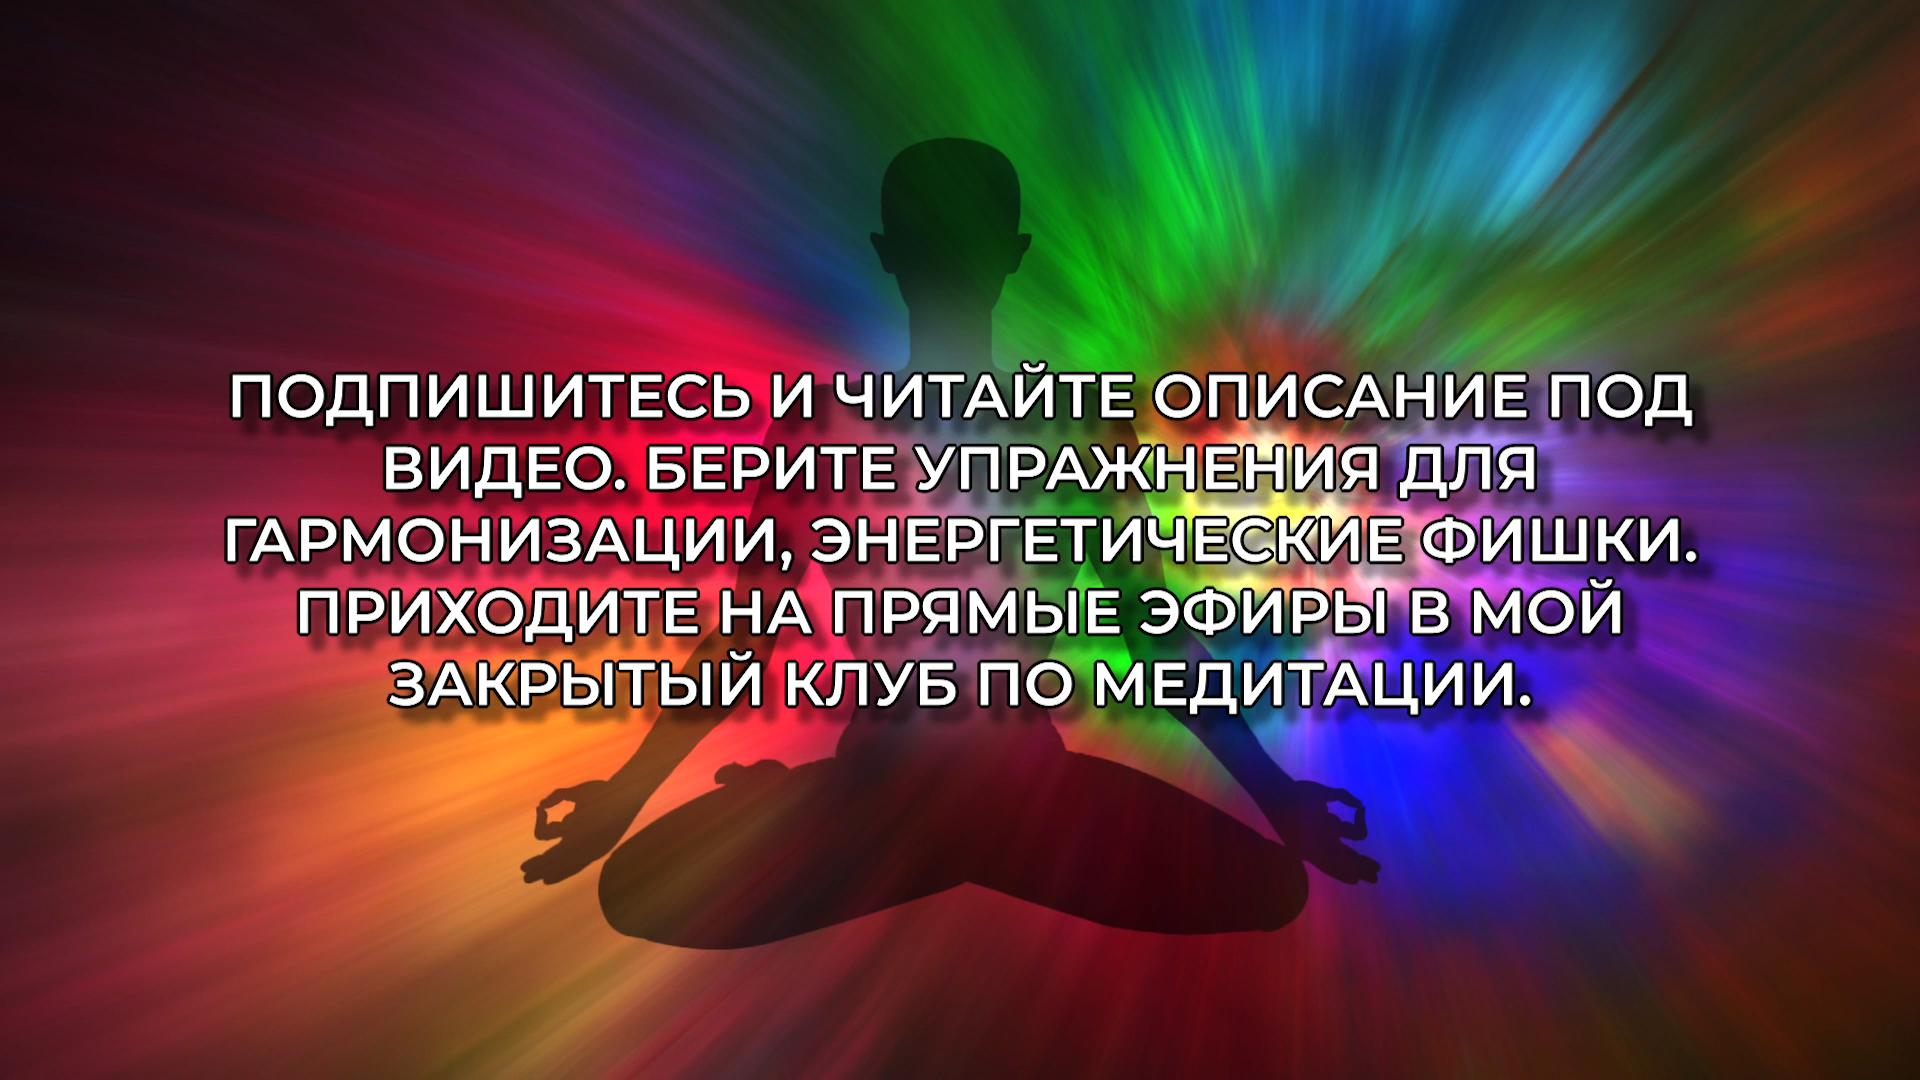 ПОДПИШИТЕСЬ И ЧИТАЙТЕ ОПИСАНИЕ ПОД
ВИДЕО. БЕРИТЕ УПРАЖНЕНИЯ ДЛЯ
ГАРМОНИЗАЦИИ, ЭНЕРГЕТИЧЕСКИЕ ФИШКИ.
ПРИХОДИТЕ НА ПРЯМЫЕ ЭФИРЫ В МОЙ
ЗАКРЫТЫЙ КЛУБ ПО МЕДИТАЦИИ.